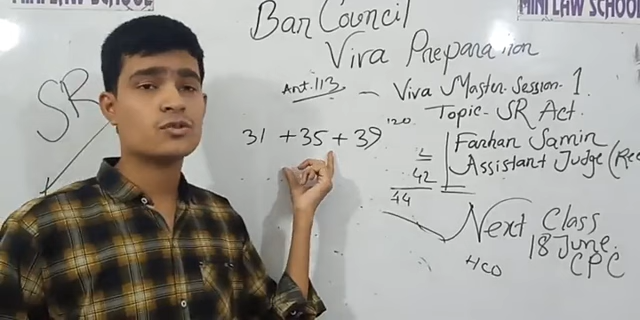 MINI LAW SCHOOL
MINI LAW SCHOOL
Bar Council
Viva Preparation
Art.113 - Viva Master Session 1
Topic - SR Act.
SR
31 + 35 + 39
120
42
44
Farhan Samin
Assistant Judge (Rec
Next Class
18 June
CPC
HCD